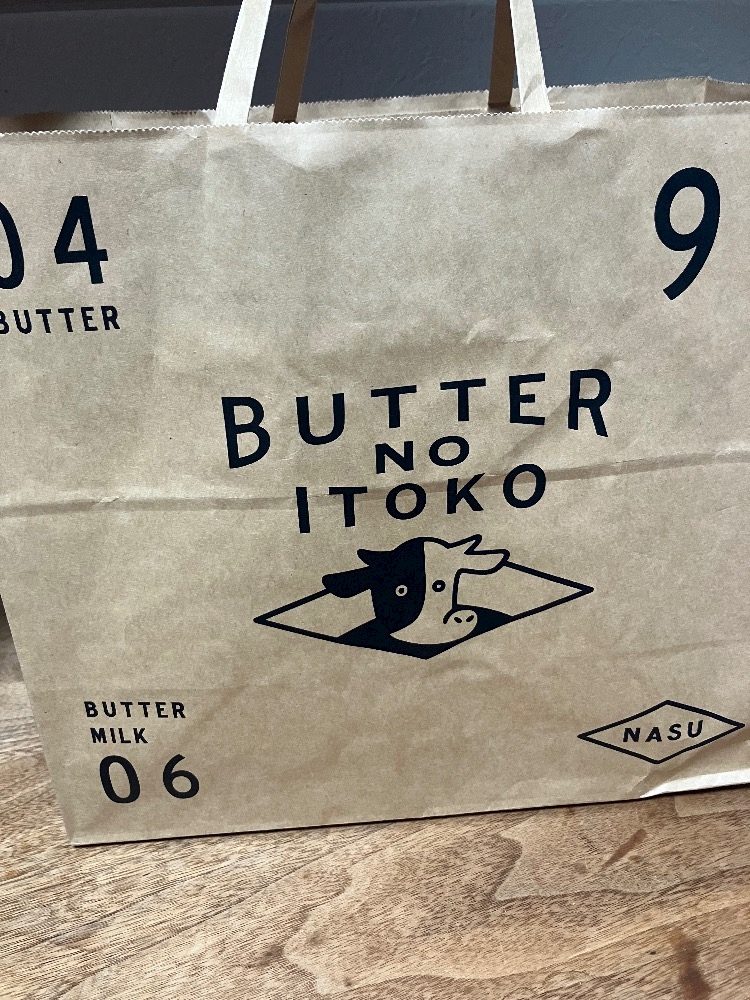 04
BUTTER
9
BUTTER
NO
ITOKO
BUTTER
MILK
06
NASU